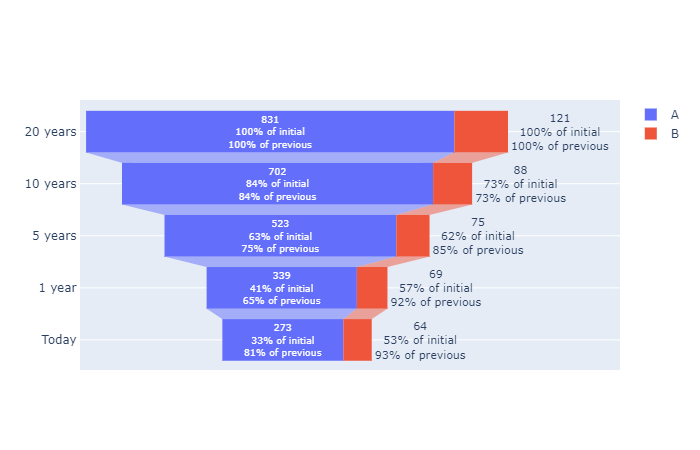 20 years
831
100% of initial
100% of previous
121
100% of initial
100% of previous
A
B
10 years
702
84% of initial
84% of previous
88
73% of initial
73% of previous
5 years
523
63% of initial
75% of previous
75
62% of initial
85% of previous
1 year
339
41% of initial
65% of previous
69
57% of initial
92% of previous
Today
273
33% of initial
81% of previous
64
53% of initial
93% of previous